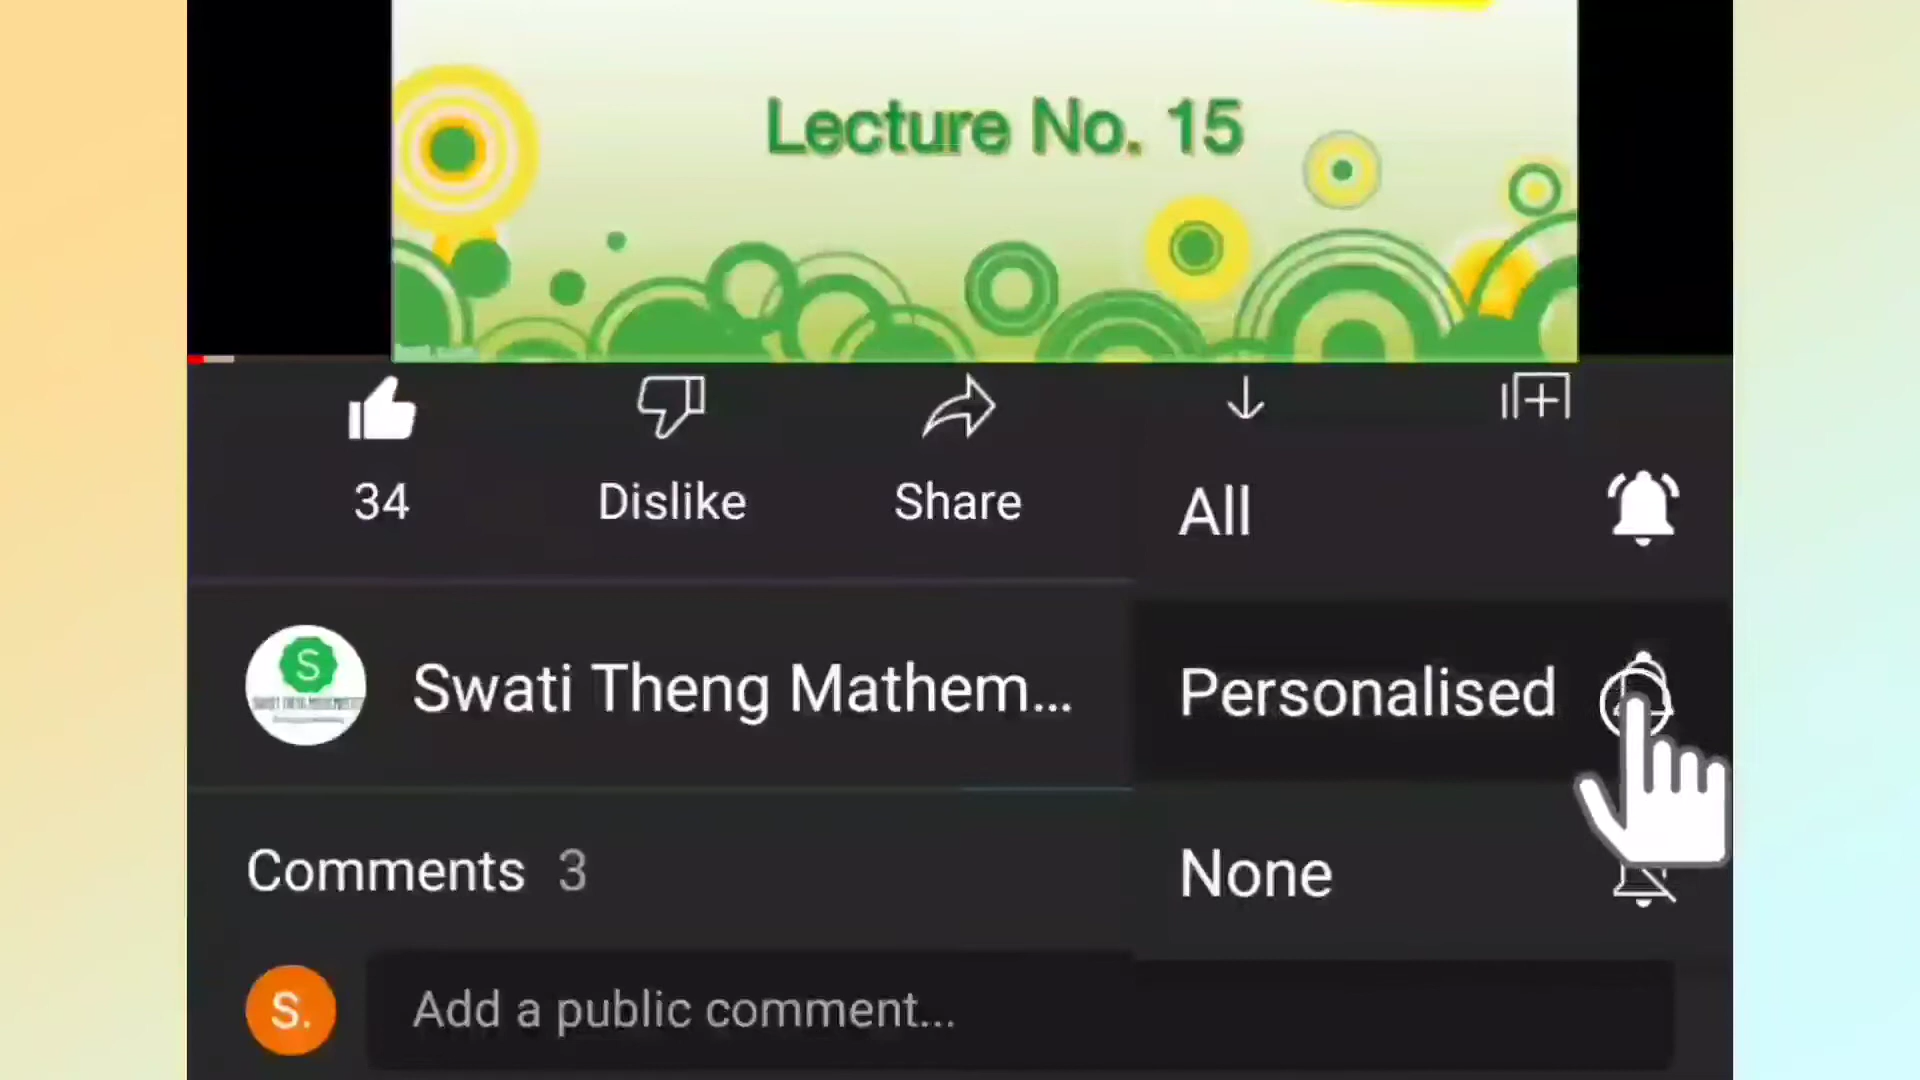 Lecture No. 15
34
Dislike
Share
All
S
Swati Theng Mathem...
Personalised
Comments 3
None
S.
Add a public comment...